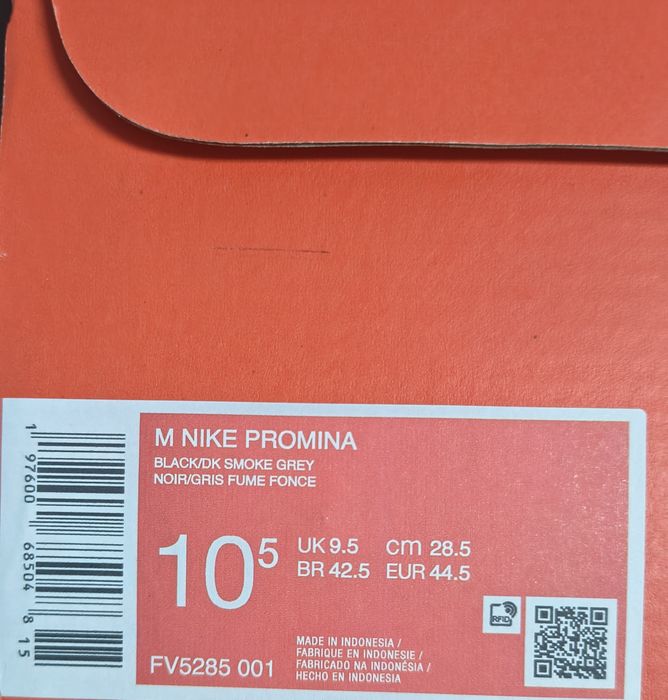 M NIKE PROMINA
BLACK/DK SMOKE GREY
NOIR/GRIS FUME FONCE
10 5
UK 9.5 cm 28.5
BR 42.5 EUR 44.5
RFID
MADE IN INDONESIA /
FABRIQUE EN INDONESIE /
FABRICADO NA INDONÉSIA /
HECHO EN INDONESIA
FV5285 001
1 97600 68504 8 15